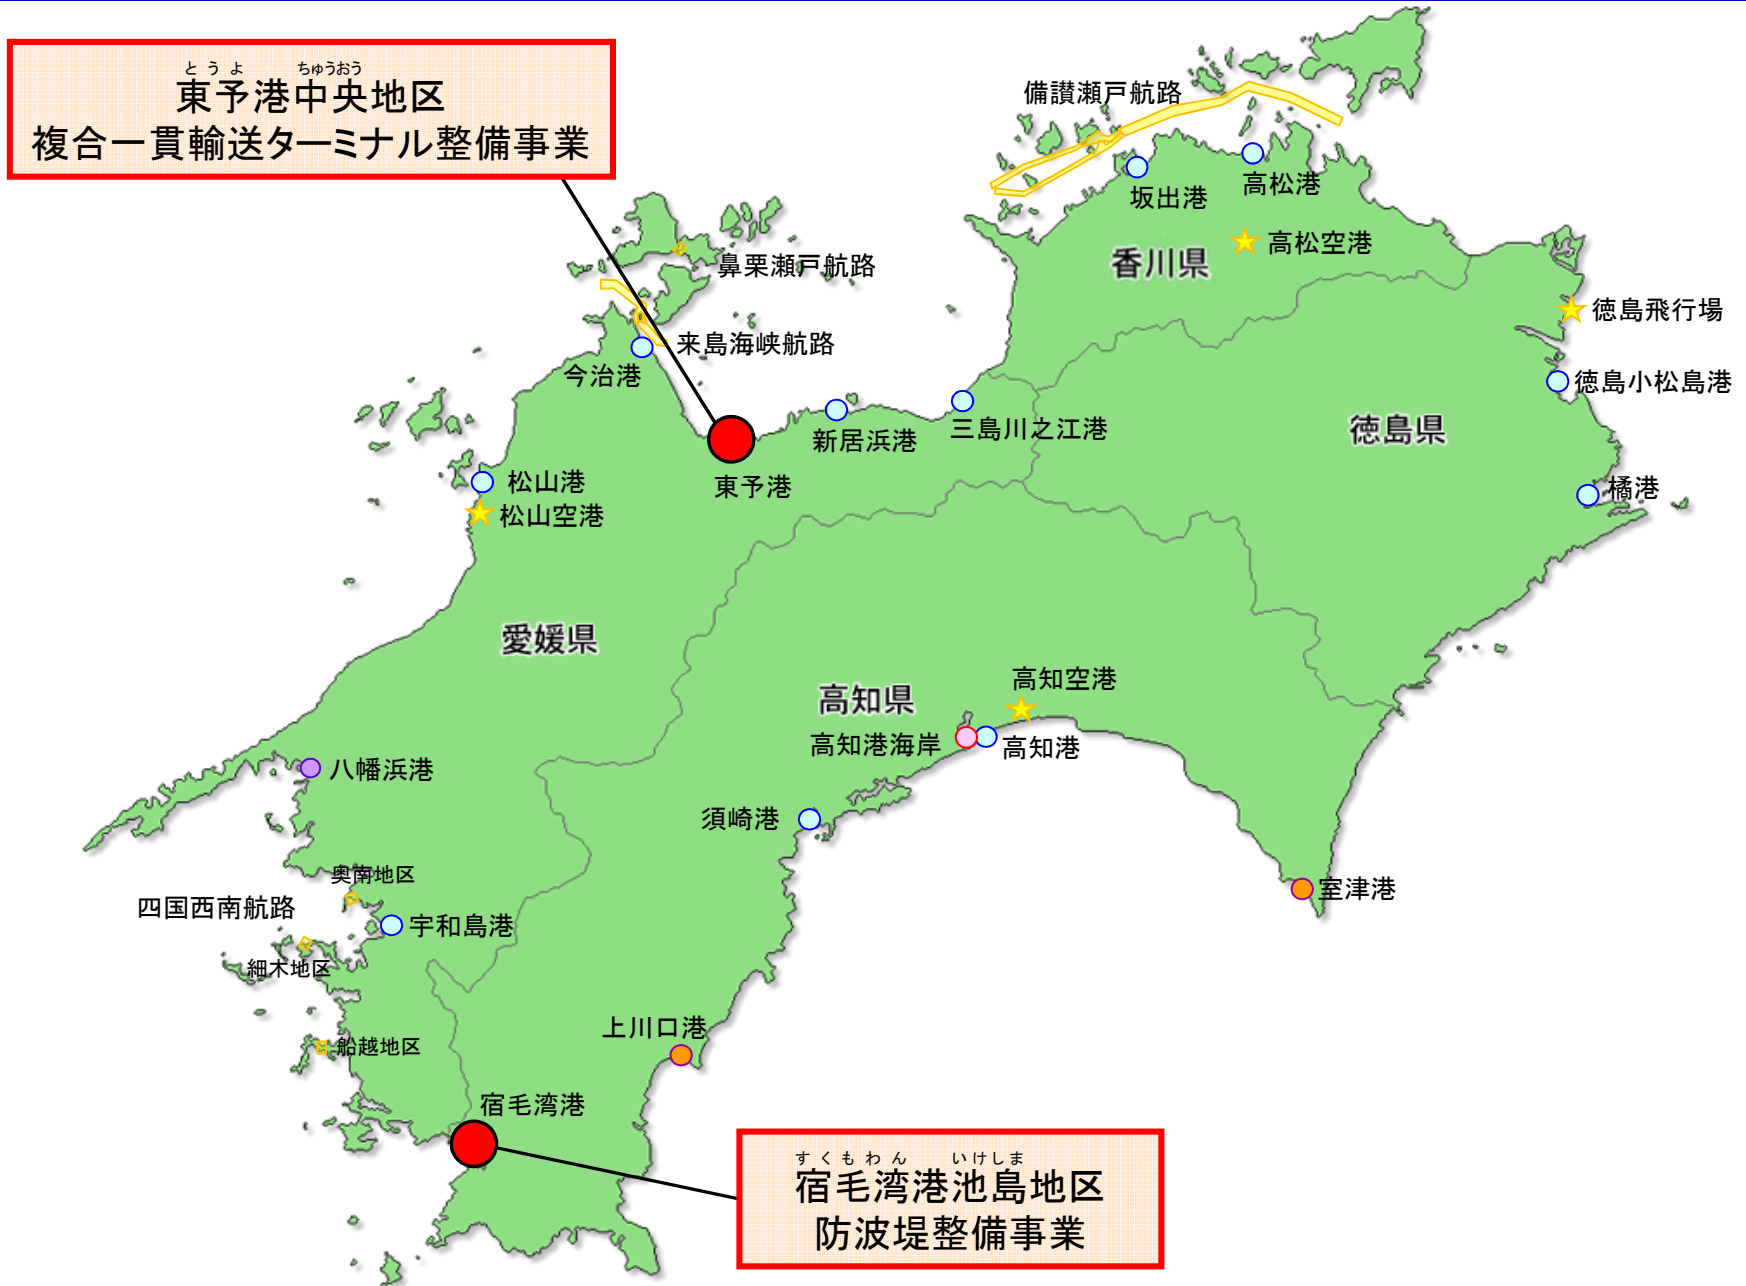 とうよ ちゅうおう
東予港中央地区
複合一貫輸送ターミナル整備事業
備讃瀬戸航路
坂出港
高松港
高松空港
香川県
鼻栗瀬戸航路
来島海峡航路
今治港
徳島飛行場
徳島小松島港
新居浜港
三島川之江港
徳島県
東予港
松山港
松山空港
橘港
愛媛県
高知県
高知空港
高知港海岸
高知港
八幡浜港
須崎港
奥南地区
四国西南航路
宇和島港
細木地区
室津港
上川口港
船越地区
宿毛湾港
すくもわん いけしま
宿毛湾港池島地区
防波堤整備事業